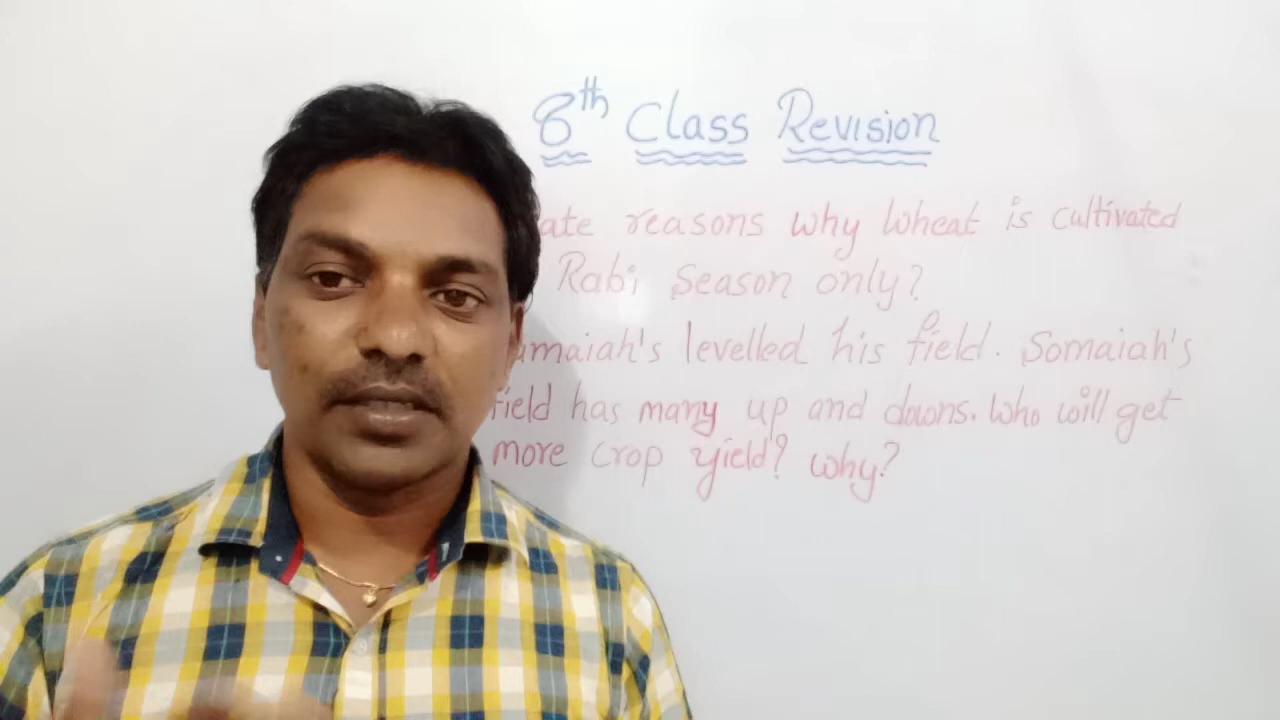 8th Class Revision
reasons why wheat is cultivated
Rabi Season only?
levelled his field. Somaiah's
field has many up and downs. Who will get
more crop yield? why?